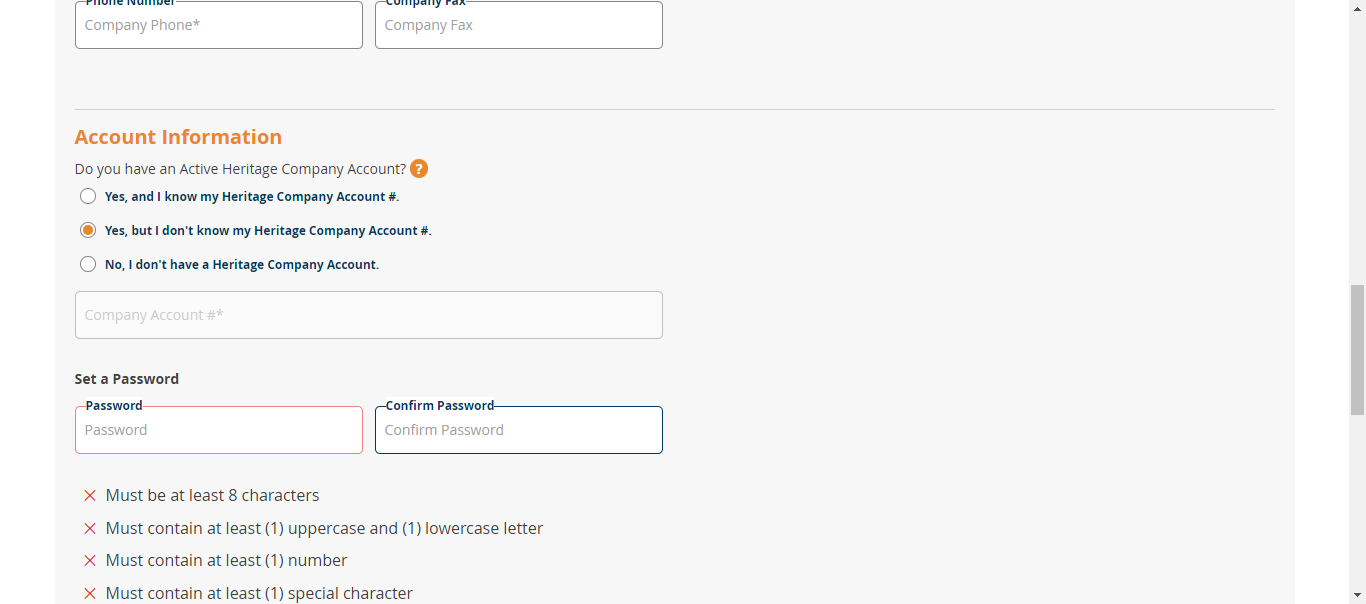 Phone Number
Company Fax
Company Phone*
Company Fax
Account Information
Do you have an Active Heritage Company Account? ?
Yes, and I know my Heritage Company Account #.
Yes, but I don't know my Heritage Company Account #.
No, I don't have a Heritage Company Account.
Company Account #*
Set a Password
Password
Confirm Password
Password
Confirm Password
Must be at least 8 characters
Must contain at least (1) uppercase and (1) lowercase letter
Must contain at least (1) number
Must contain at least (1) special character